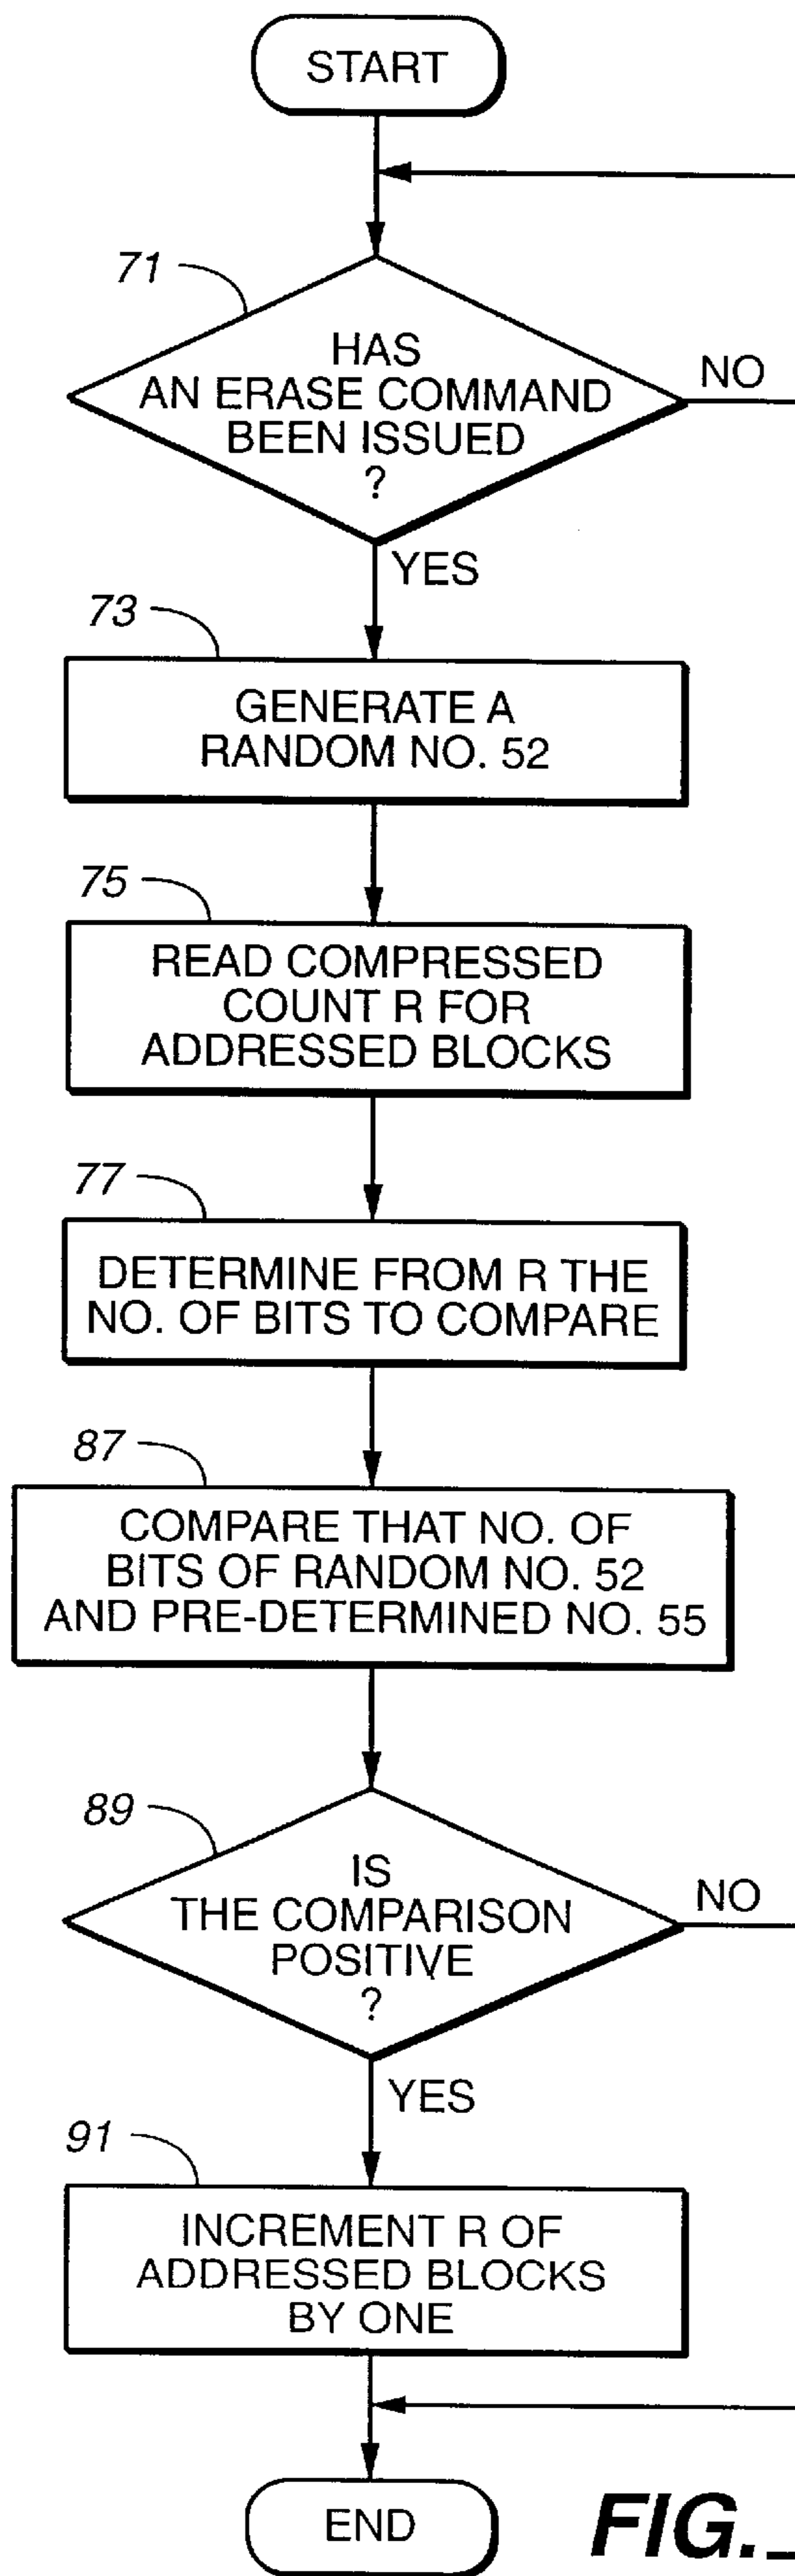 START
71
HAS
AN ERASE COMMAND
BEEN ISSUED
?
NO
YES
73
GENERATE A
RANDOM NO. 52
75
READ COMPRESSED
COUNT R FOR
ADDRESSED BLOCKS
77
DETERMINE FROM R THE
NO. OF BITS TO COMPARE
87
COMPARE THAT NO. OF
BITS OF RANDOM NO. 52
AND PRE-DETERMINED NO. 55
89
IS
THE COMPARISON
POSITIVE
?
NO
YES
91
INCREMENT R OF
ADDRESSED BLOCKS
BY ONE
END
FIG._